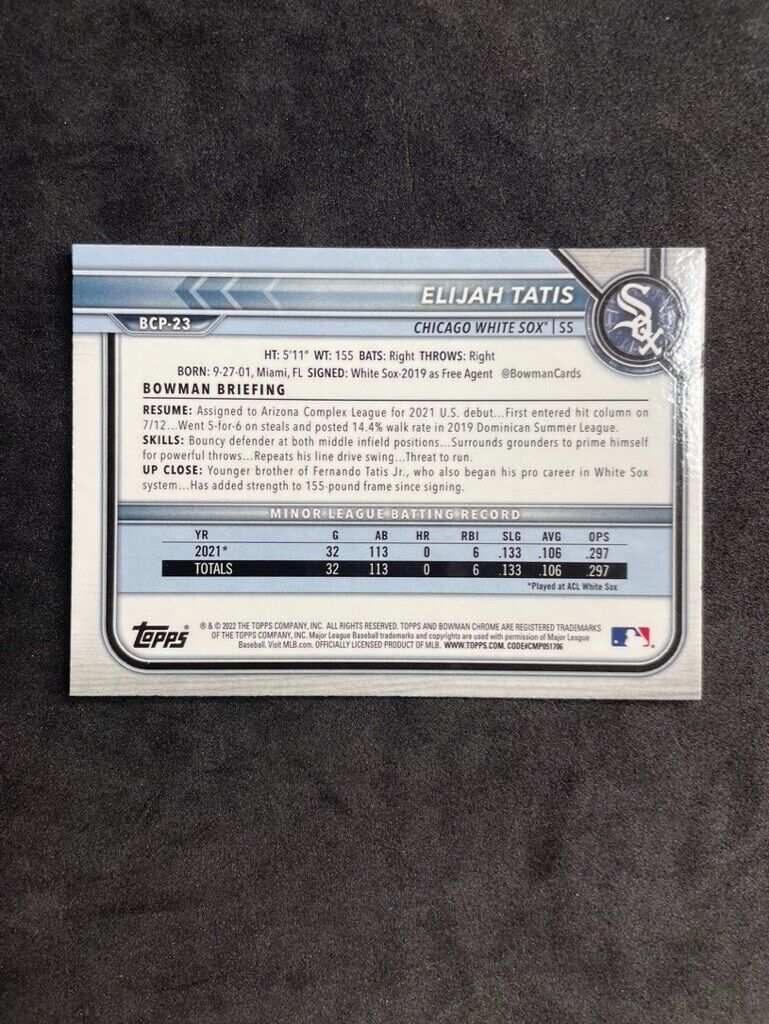 ELIJAH TATIS
BCP-23
CHICAGO WHITE SOX® | SS
Sox
HT: 5'11" WT: 155 BATS: Right THROWS: Right
BORN: 9-27-01, Miami, FL SIGNED: White Sox-2019 as Free Agent @BowmanCards
BOWMAN BRIEFING
RESUME: Assigned to Arizona Complex League for 2021 U.S. debut...First entered hit column on
7/12...Went 5-for-6 on steals and posted 14.4% walk rate in 2019 Dominican Summer League.
SKILLS: Bouncy defender at both middle infield positions...Surrounds grounders to prime himself
for powerful throws...Repeats his line drive swing...Threat to run.
UP CLOSE: Younger brother of Fernando Tatis Jr., who also began his pro career in White Sox
system...Has added strength to 155-pound frame since signing.
MINOR LEAGUE BATTING RECORD
YR G AB HR RBI SLG AVG OPS
2021* 32 113 0 6 .133 .106 .297
TOTALS 32 113 0 6 .133 .106 .297
*Played at ACL White Sox
TOPPS®
® & © 2022 THE TOPPS COMPANY, INC. ALL RIGHTS RESERVED. TOPPS AND BOWMAN CHROME ARE REGISTERED TRADEMARKS
OF THE TOPPS COMPANY, INC. Major League Baseball trademarks and copyrights are used with permission of Major League
Baseball. Visit MLB.com. OFFICIALLY LICENSED PRODUCT OF MLB. WWW.TOPPS.COM. CODE#CMP051706